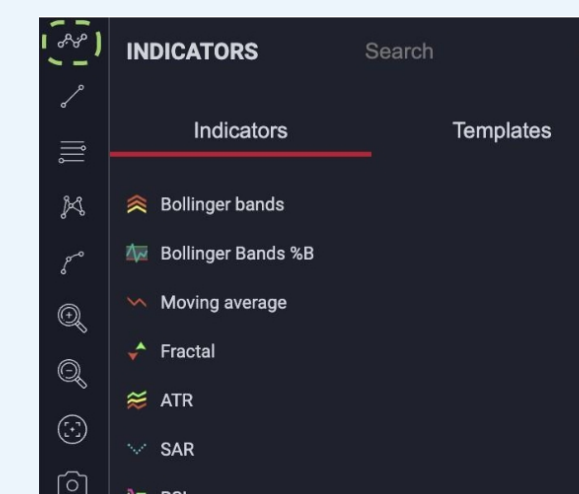 INDICATORS Search
Indicators Templates
Bollinger bands
Bollinger Bands %B
Moving average
Fractal
ATR
SAR